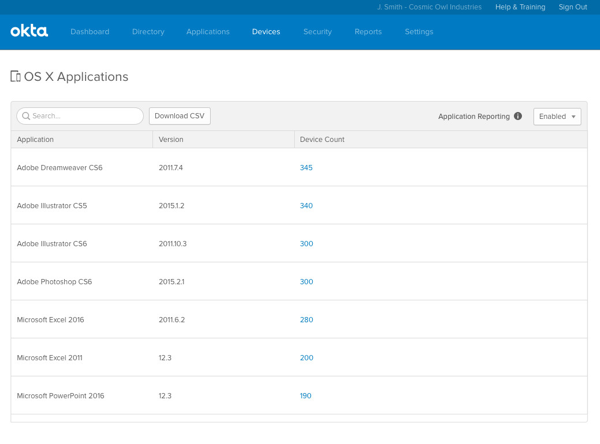 J. Smith - Cosmic Owl Industries Help & Training Sign Out
okta Dashboard Directory Applications Devices Security Reports Settings
OS X Applications
Search... Download CSV Application Reporting Enabled
Application Version Device Count
Adobe Dreamweaver CS6 2011.7.4 345
Adobe Illustrator CS5 2015.1.2 340
Adobe Illustrator CS6 2011.10.3 300
Adobe Photoshop CS6 2015.2.1 300
Microsoft Excel 2016 2011.6.2 280
Microsoft Excel 2011 12.3 200
Microsoft PowerPoint 2016 12.3 190